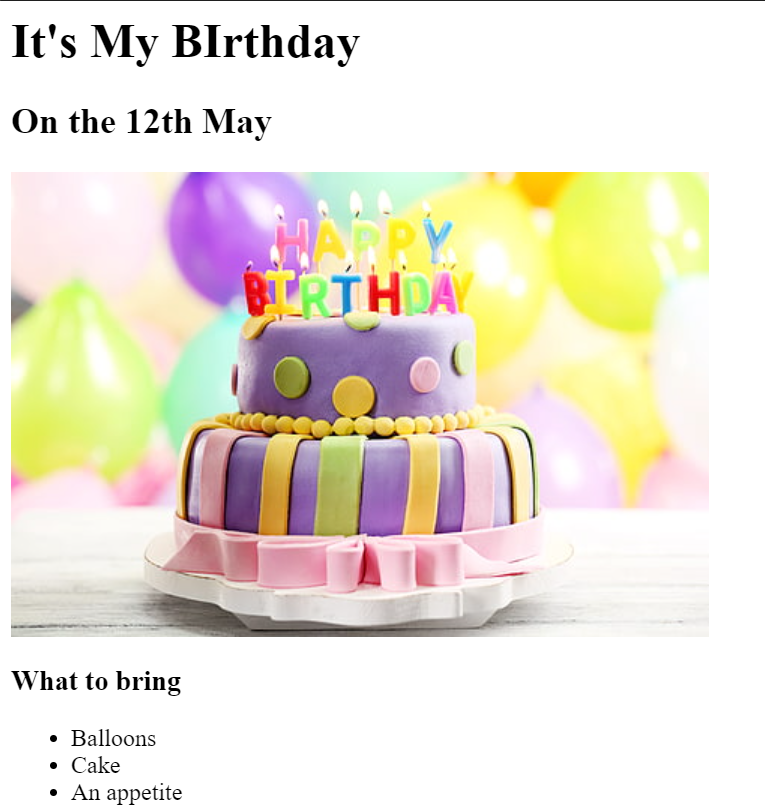 It's My BIrthday
On the 12th May
HAPPY
BIRTHDAY
What to bring
Balloons
Cake
An appetite